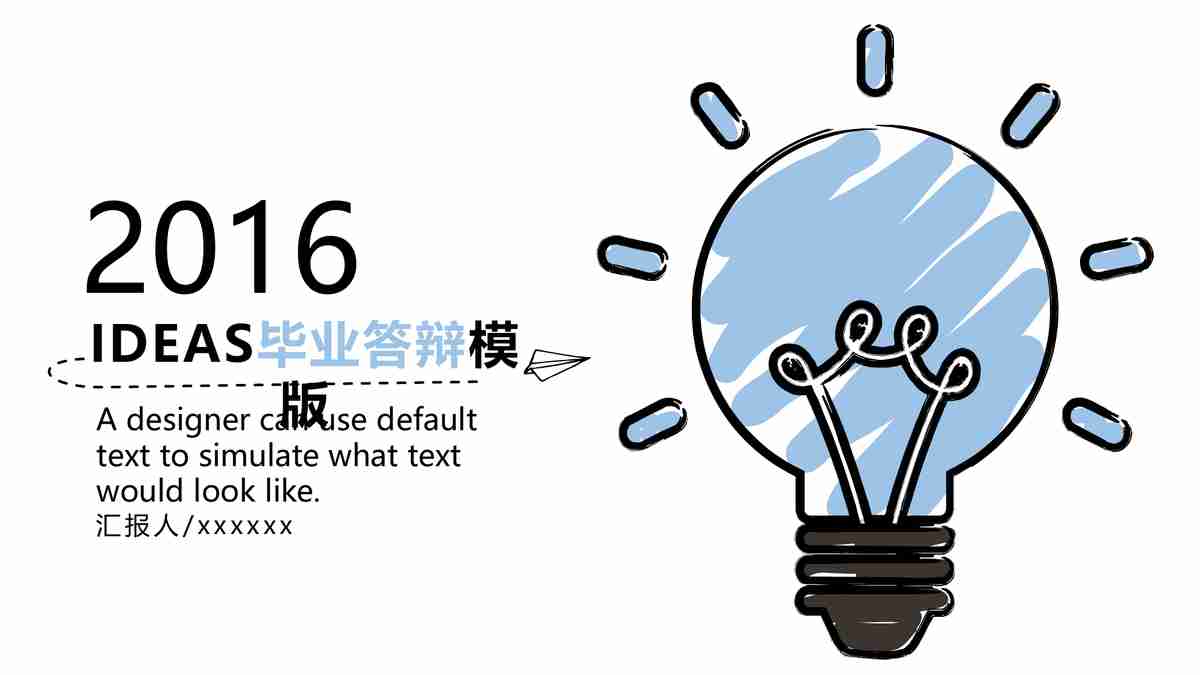 2016
IDEAS毕业答辩模
版
A designer can use default
text to simulate what text
would look like.
汇报人/xxxxxx